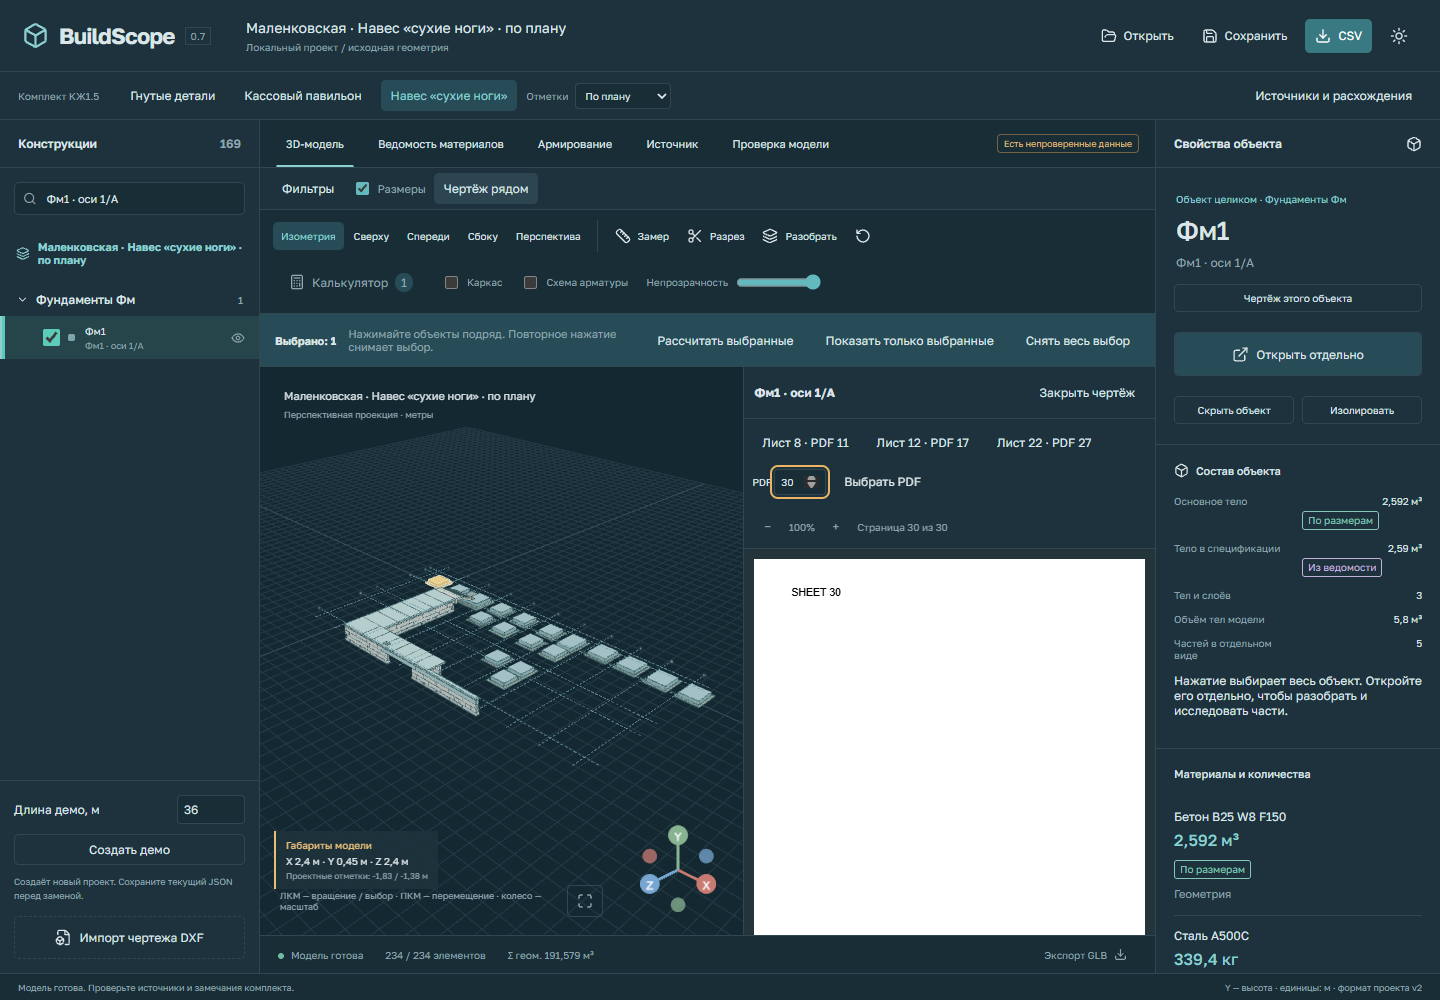 BuildScope
0.7
Маленковская · Навес «сухие ноги» · по плану
Локальный проект / исходная геометрия
Открыть
Сохранить
CSV
Комплект КЖ1.5
Гнутые детали
Кассовый павильон
Навес «сухие ноги»
Отметки
По плану
Источники и расхождения
Конструкции
169
Фм1 · оси 1/А
Маленковская · Навес «сухие ноги» ·
по плану
Фундаменты Фм
1
Фм1
Фм1 · оси 1/А
Длина демо, м
36
Создать демо
Создаёт новый проект. Сохраните текущий JSON
перед заменой.
Импорт чертежа DXF
3D-модель
Ведомость материалов
Армирование
Источник
Проверка модели
Есть непроверенные данные
Фильтры
Размеры
Чертёж рядом
Изометрия
Сверху
Спереди
Сбоку
Перспектива
Замер
Разрез
Разобрать
Калькулятор
1
Каркас
Схема арматуры
Непрозрачность
Выбрано: 1
Нажимайте объекты подряд. Повторное нажатие
снимает выбор.
Рассчитать выбранные
Показать только выбранные
Снять весь выбор
Маленковская · Навес «сухие ноги» · по плану
Перспективная проекция · метры
Габариты модели
X 2,4 м · Y 0,45 м · Z 2,4 м
Проектные отметки: -1,83 / -1,38 м
ЛКМ — вращение / выбор · ПКМ — перемещение · колесо —
масштаб
Y
Z
X
Фм1 · оси 1/А
Закрыть чертёж
Лист 8 · PDF 11
Лист 12 · PDF 17
Лист 22 · PDF 27
PDF
30
Выбрать PDF
−
100%
+
Страница 30 из 30
SHEET 30
Модель готова
234 / 234 элементов
Σ геом. 191,579 м³
Экспорт GLB
Свойства объекта
Объект целиком · Фундаменты Фм
Фм1
Фм1 · оси 1/А
Чертёж этого объекта
Открыть отдельно
Скрыть объект
Изолировать
Состав объекта
Основное тело
2,592 м³
По размерам
Тело в спецификации
2,59 м³
Из ведомости
Тел и слоёв
3
Объём тел модели
5,8 м³
Частей в отдельном
виде
5
Нажатие выбирает весь объект. Откройте
его отдельно, чтобы разобрать и
исследовать части.
Материалы и количества
Бетон B25 W8 F150
2,592 м³
По размерам
Геометрия
Сталь А500С
339,4 кг
Модель готова. Проверьте источники и замечания комплекта.
Y — высота · единицы: м · формат проекта v2